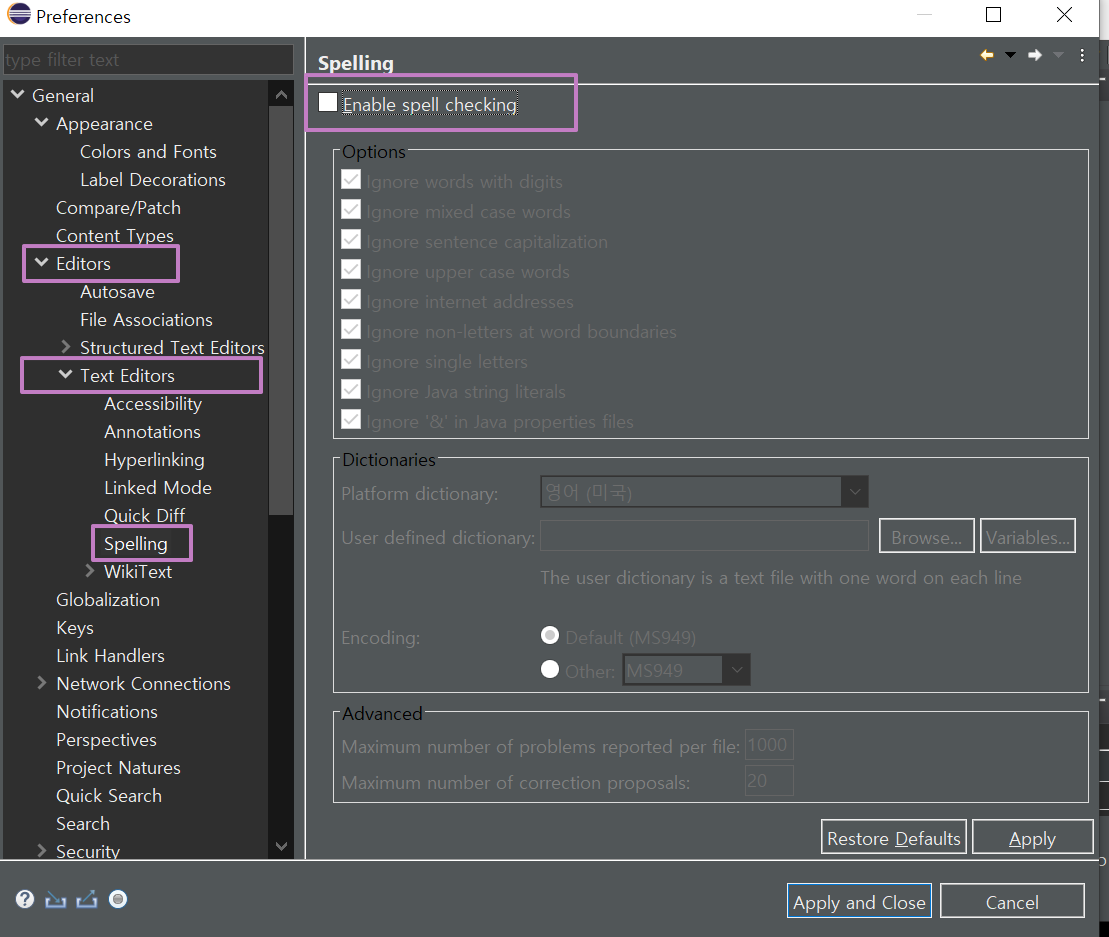 Preferences
type filter text
General
Appearance
Colors and Fonts
Label Decorations
Compare/Patch
Content Types
Editors
Autosave
File Associations
Structured Text Editors
Text Editors
Accessibility
Annotations
Hyperlinking
Linked Mode
Quick Diff
Spelling
WikiText
Globalization
Keys
Link Handlers
Network Connections
Notifications
Perspectives
Project Natures
Quick Search
Search
Security
Spelling
Enable spell checking
Options
Ignore words with digits
Ignore mixed case words
Ignore sentence capitalization
Ignore upper case words
Ignore internet addresses
Ignore non-letters at word boundaries
Ignore single letters
Ignore Java string literals
Ignore '&' in Java properties files
Dictionaries
Platform dictionary: 영어 (미국)
User defined dictionary: Browse... Variables...
The user dictionary is a text file with one word on each line
Encoding: Default (MS949)
Other: MS949
Advanced
Maximum number of problems reported per file: 1000
Maximum number of correction proposals: 20
Restore Defaults Apply
Apply and Close Cancel